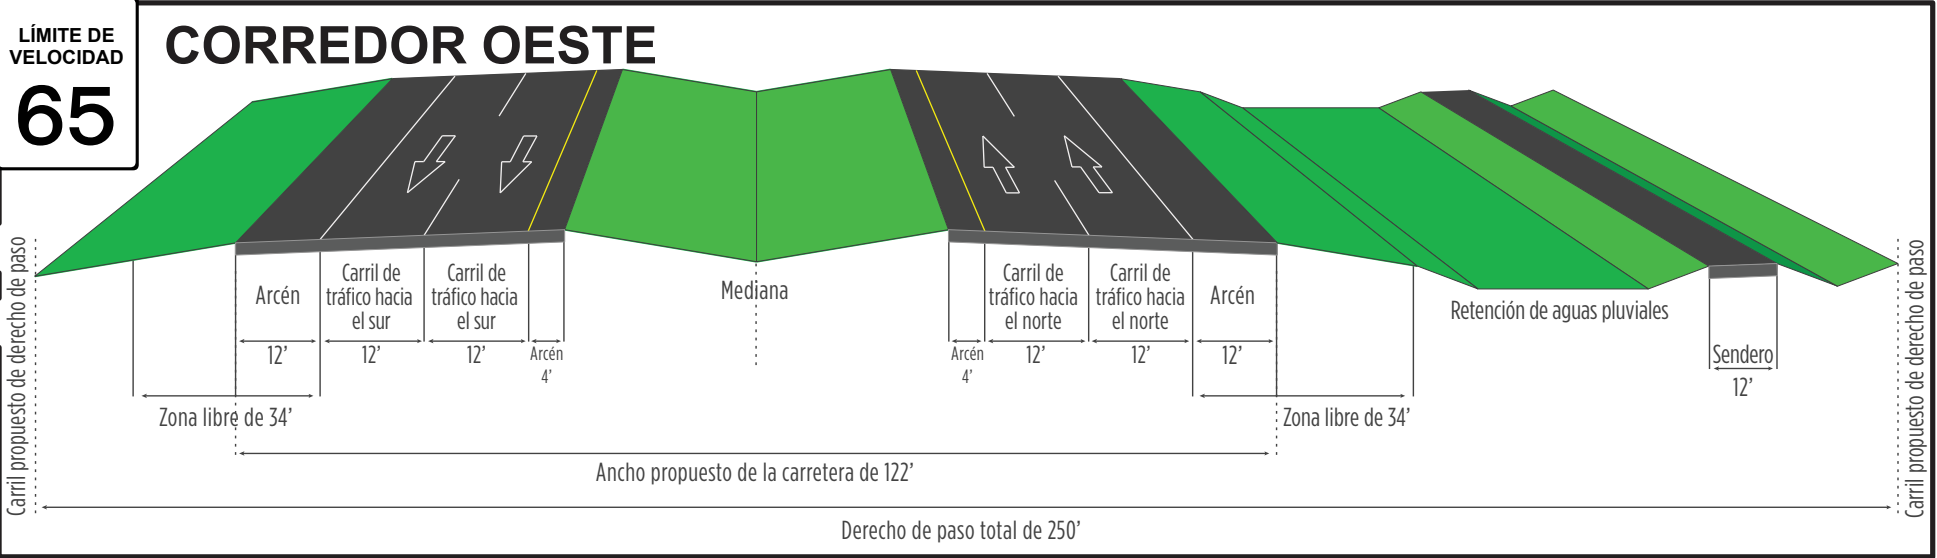 LÍMITE DE
VELOCIDAD
65
CORREDOR OESTE
Carril propuesto de derecho de paso
Arcén
12’
Carril de
tráfico hacia
el sur
12’
Carril de
tráfico hacia
el sur
12’
Arcén
4’
Mediana
Arcén
4’
Carril de
tráfico hacia
el norte
12’
Carril de
tráfico hacia
el norte
12’
Arcén
12’
Retención de aguas pluviales
Sendero
12’
Carril propuesto de derecho de paso
Zona libre de 34’
Zona libre de 34’
Ancho propuesto de la carretera de 122’
Derecho de paso total de 250’